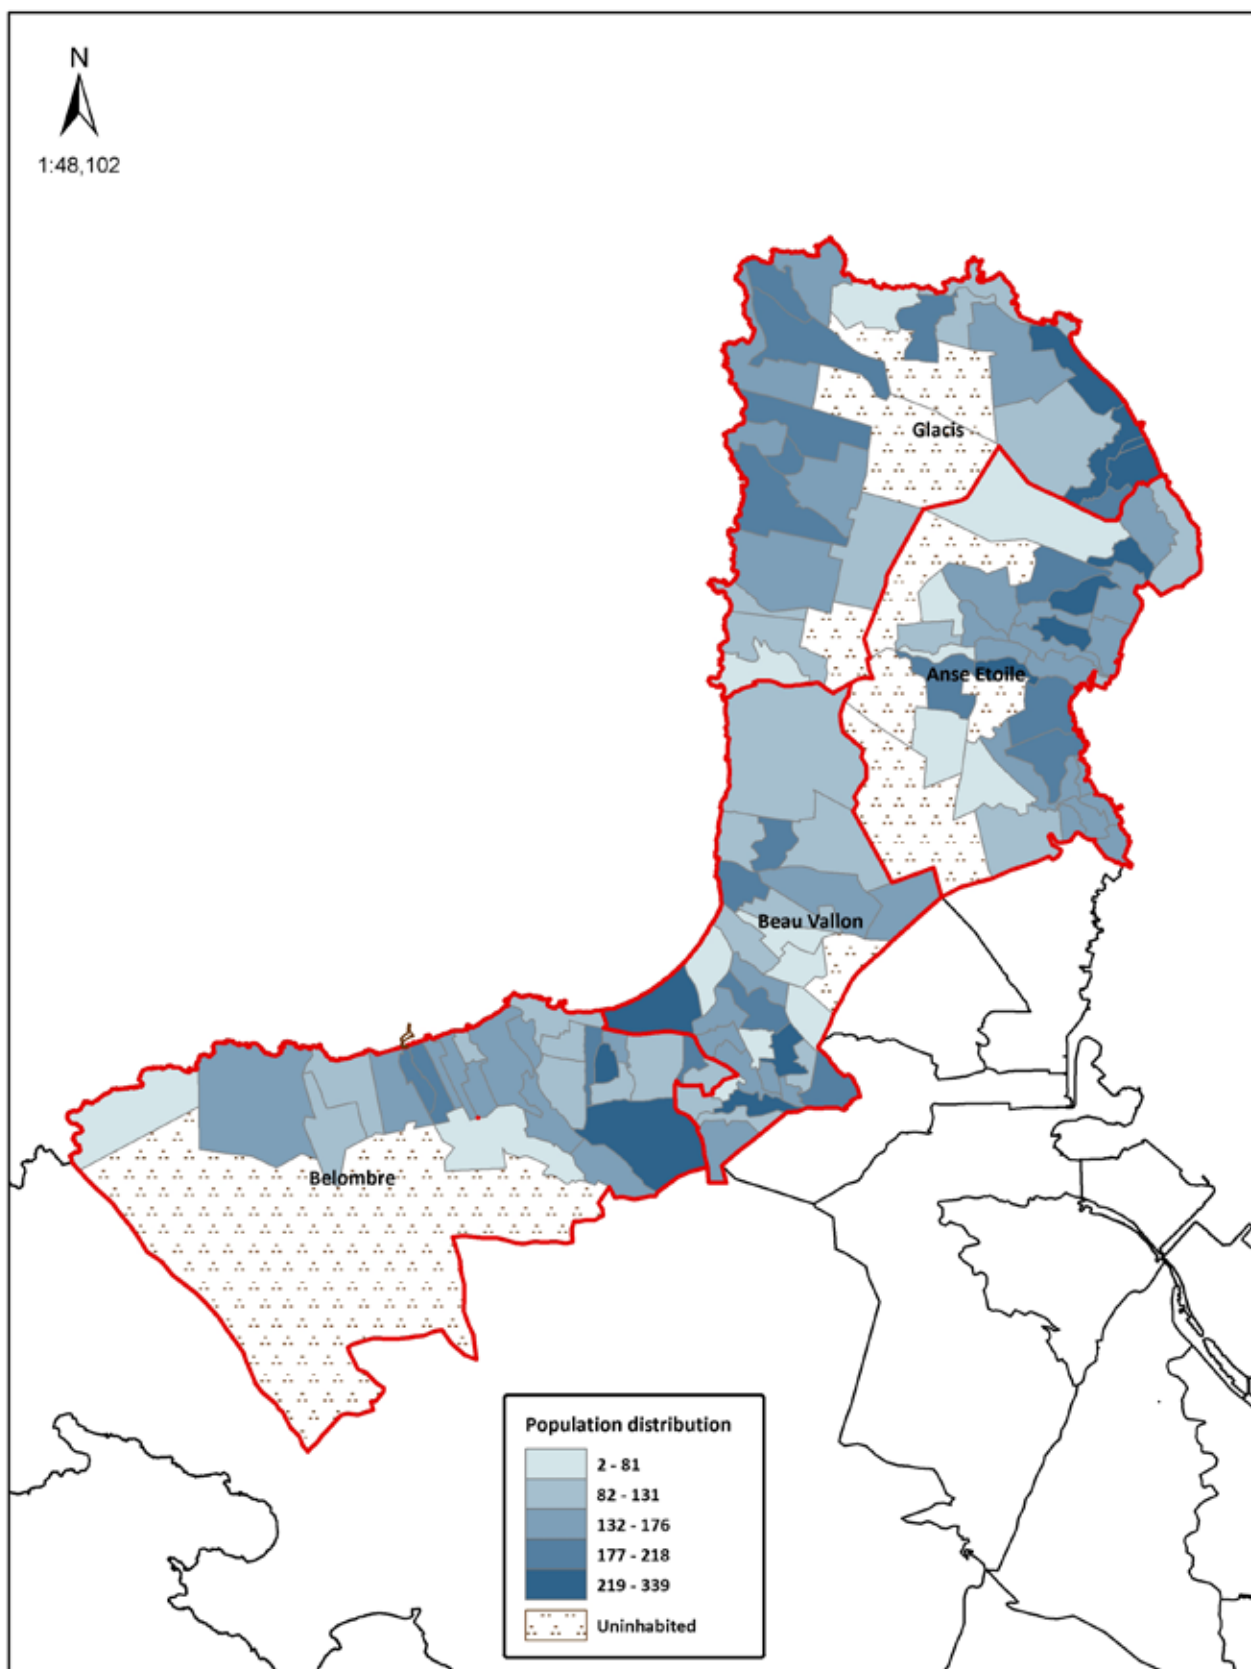 N
1:48,102
Glacis
Anse Etoile
Beau Vallon
Belombre
Population distribution
2 - 81
82 - 131
132 - 176
177 - 218
219 - 339
Uninhabited